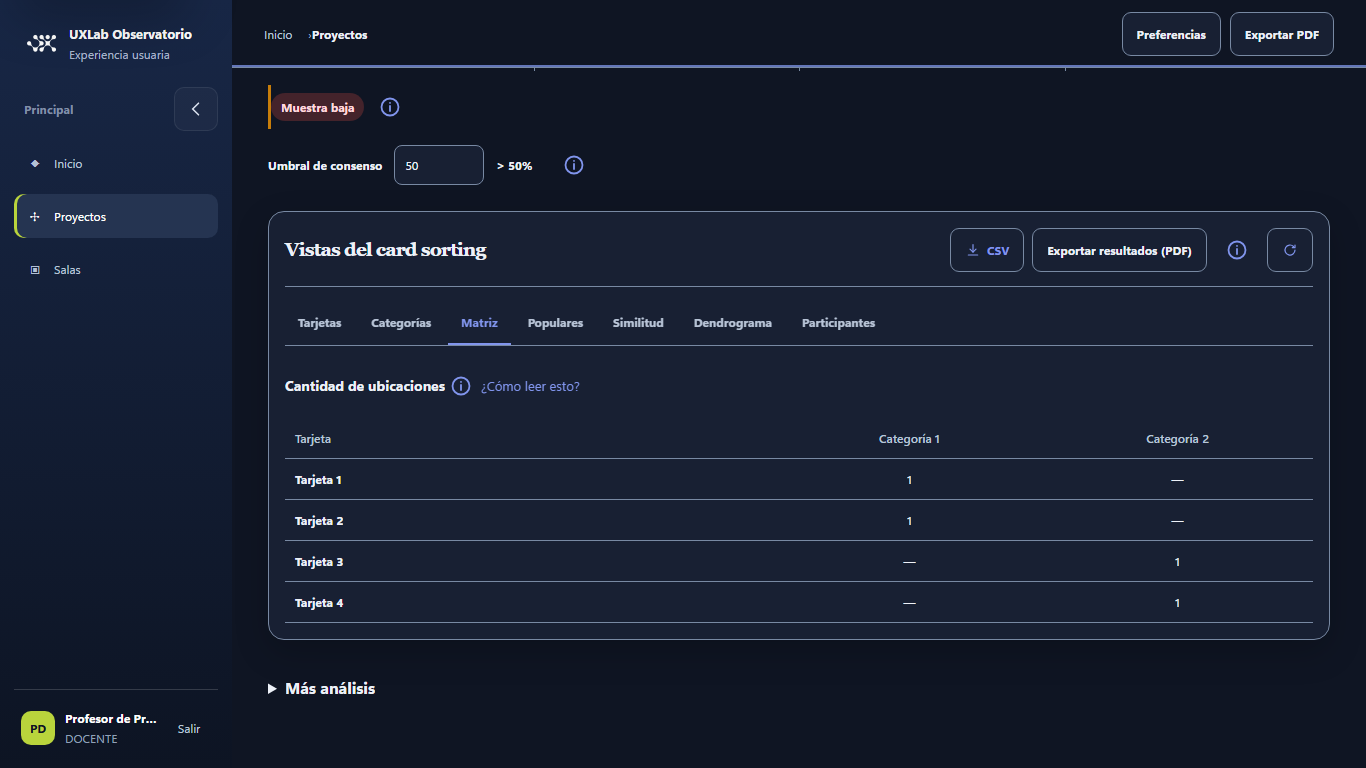 UXLab Observatorio
Experiencia usuaria
Principal
Inicio
Proyectos
Salas
PD
Profesor de Pr...
DOCENTE
Salir
Inicio ›Proyectos
Preferencias
Exportar PDF
Muestra baja
Umbral de consenso 50 > 50%
Vistas del card sorting
CSV
Exportar resultados (PDF)
Tarjetas Categorías Matriz Populares Similitud Dendrograma Participantes
Cantidad de ubicaciones ¿Cómo leer esto?
Tarjeta Categoría 1 Categoría 2
Tarjeta 1 1 —
Tarjeta 2 1 —
Tarjeta 3 — 1
Tarjeta 4 — 1
Más análisis